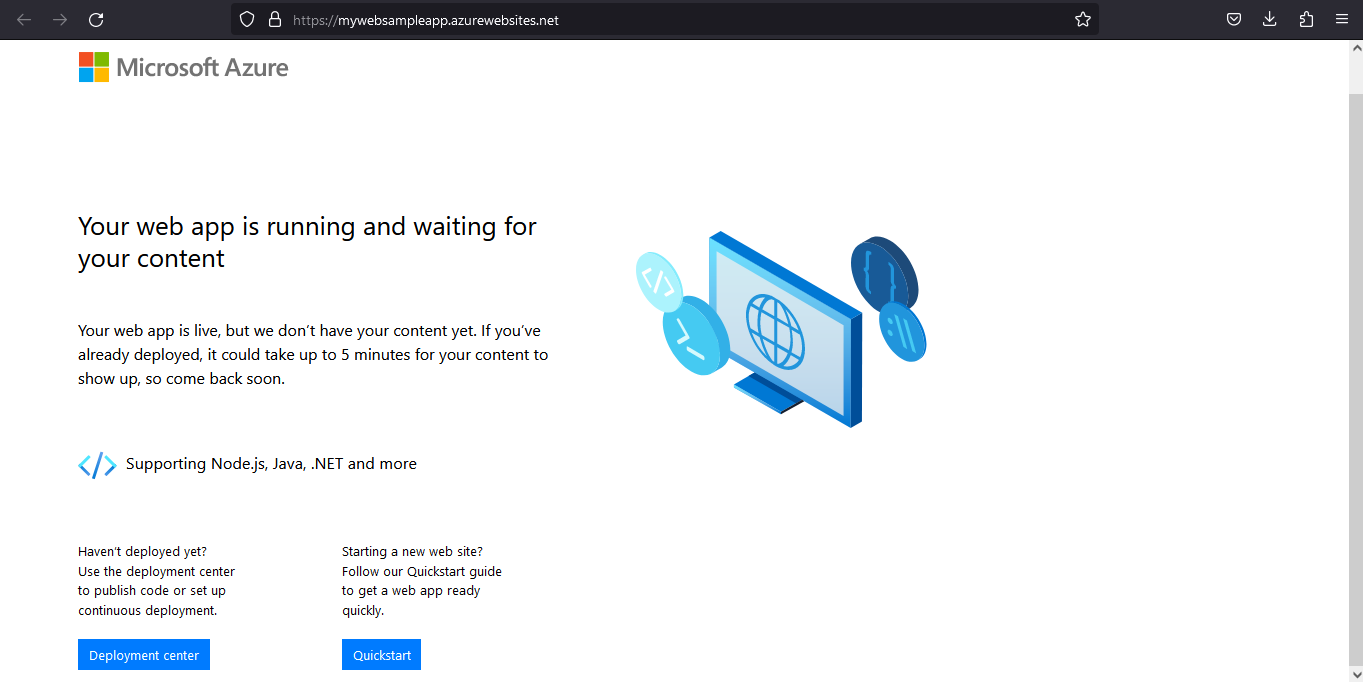 https://mywebsampleapp.azurewebsites.net
Microsoft Azure
Your web app is running and waiting for
your content
Your web app is live, but we don’t have your content yet. If you’ve
already deployed, it could take up to 5 minutes for your content to
show up, so come back soon.
</> Supporting Node.js, Java, .NET and more
Haven’t deployed yet?
Use the deployment center
to publish code or set up
continuous deployment.
Deployment center
Starting a new web site?
Follow our Quickstart guide
to get a web app ready
quickly.
Quickstart